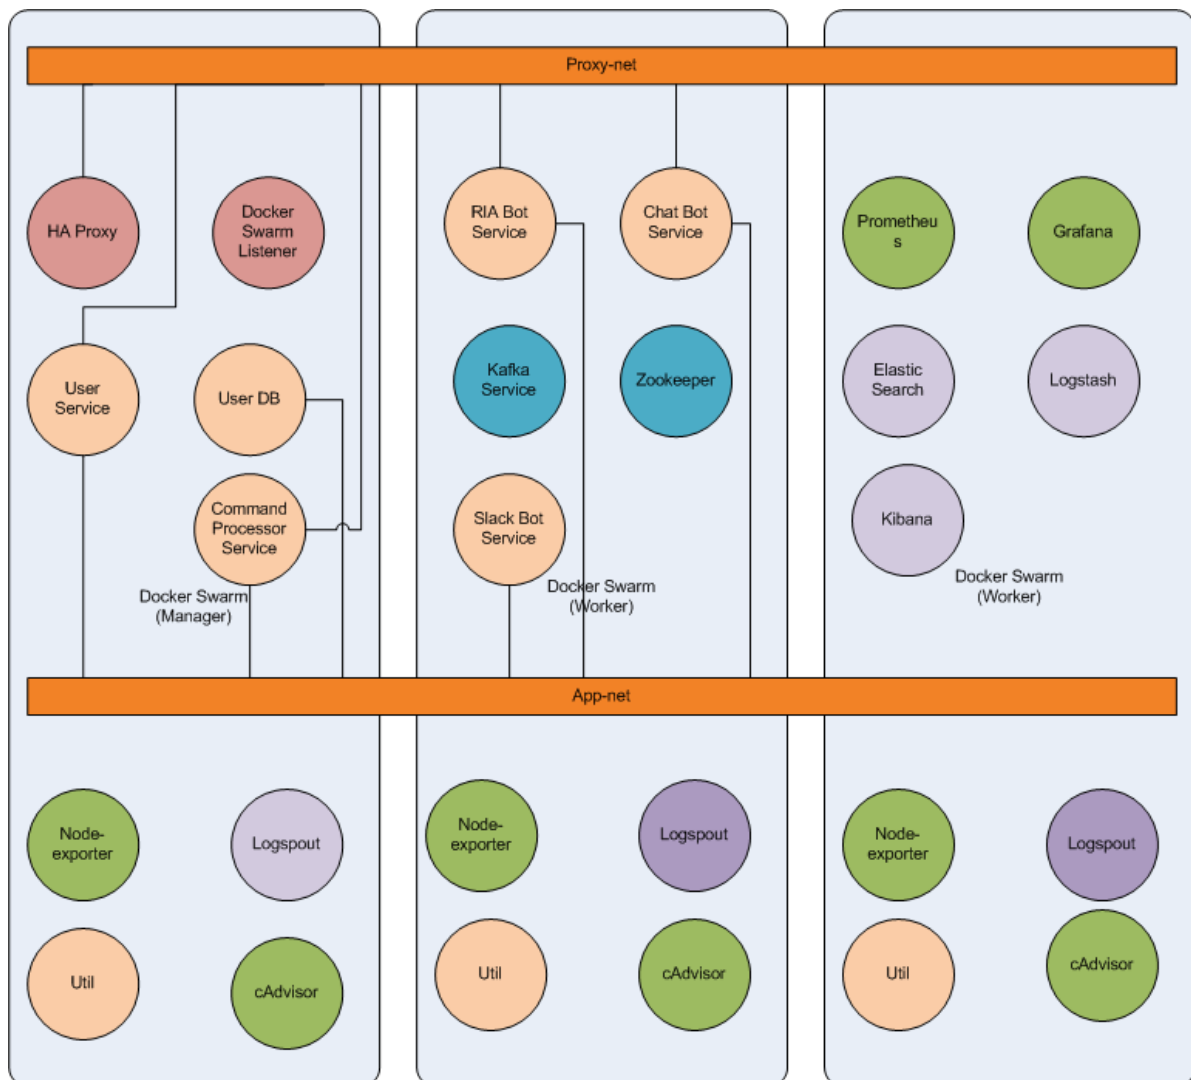 Proxy-net
HA Proxy
Docker
Swarm
Listener
User
Service
User DB
Command
Processor
Service
Docker Swarm
(Manager)
RIA Bot
Service
Chat Bot
Service
Kafka
Service
Zookeeper
Slack Bot
Service
Docker Swarm
(Worker)
Prometheu
s
Grafana
Elastic
Search
Logstash
Kibana
Docker Swarm
(Worker)
App-net
Node-
exporter
Logspout
Util
cAdvisor
Node-
exporter
Logspout
Util
cAdvisor
Node-
exporter
Logspout
Util
cAdvisor